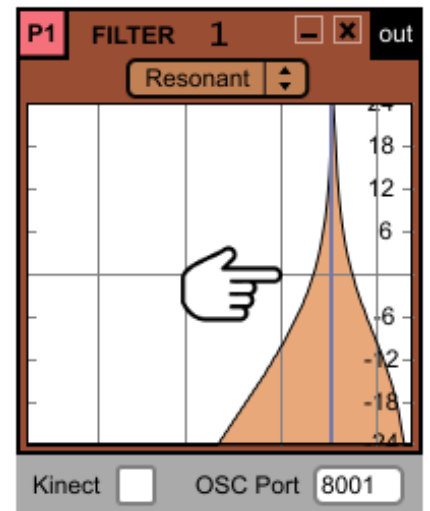 P1 FILTER 1 out
Resonant
24
18
12
6
-6
-12
-18
-24
Kinect OSC Port 8001